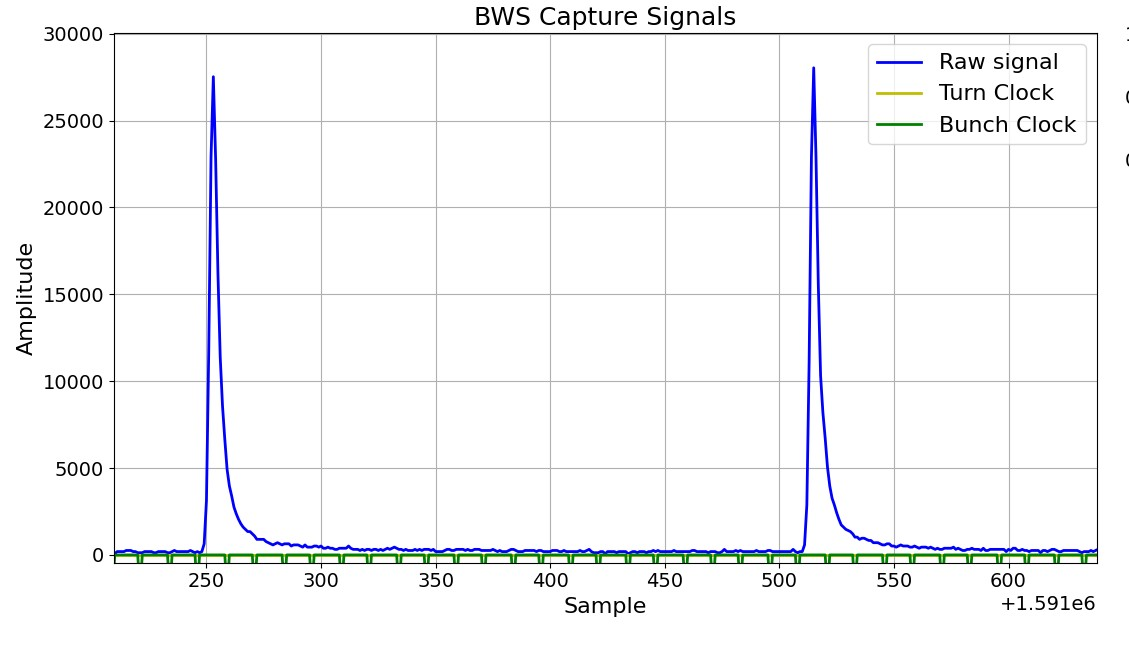 BWS Capture Signals
30000
25000
20000
15000
10000
5000
0
Amplitude
Raw signal
Turn Clock
Bunch Clock
250 300 350 400 450 500 550 600
+1.591e6
Sample